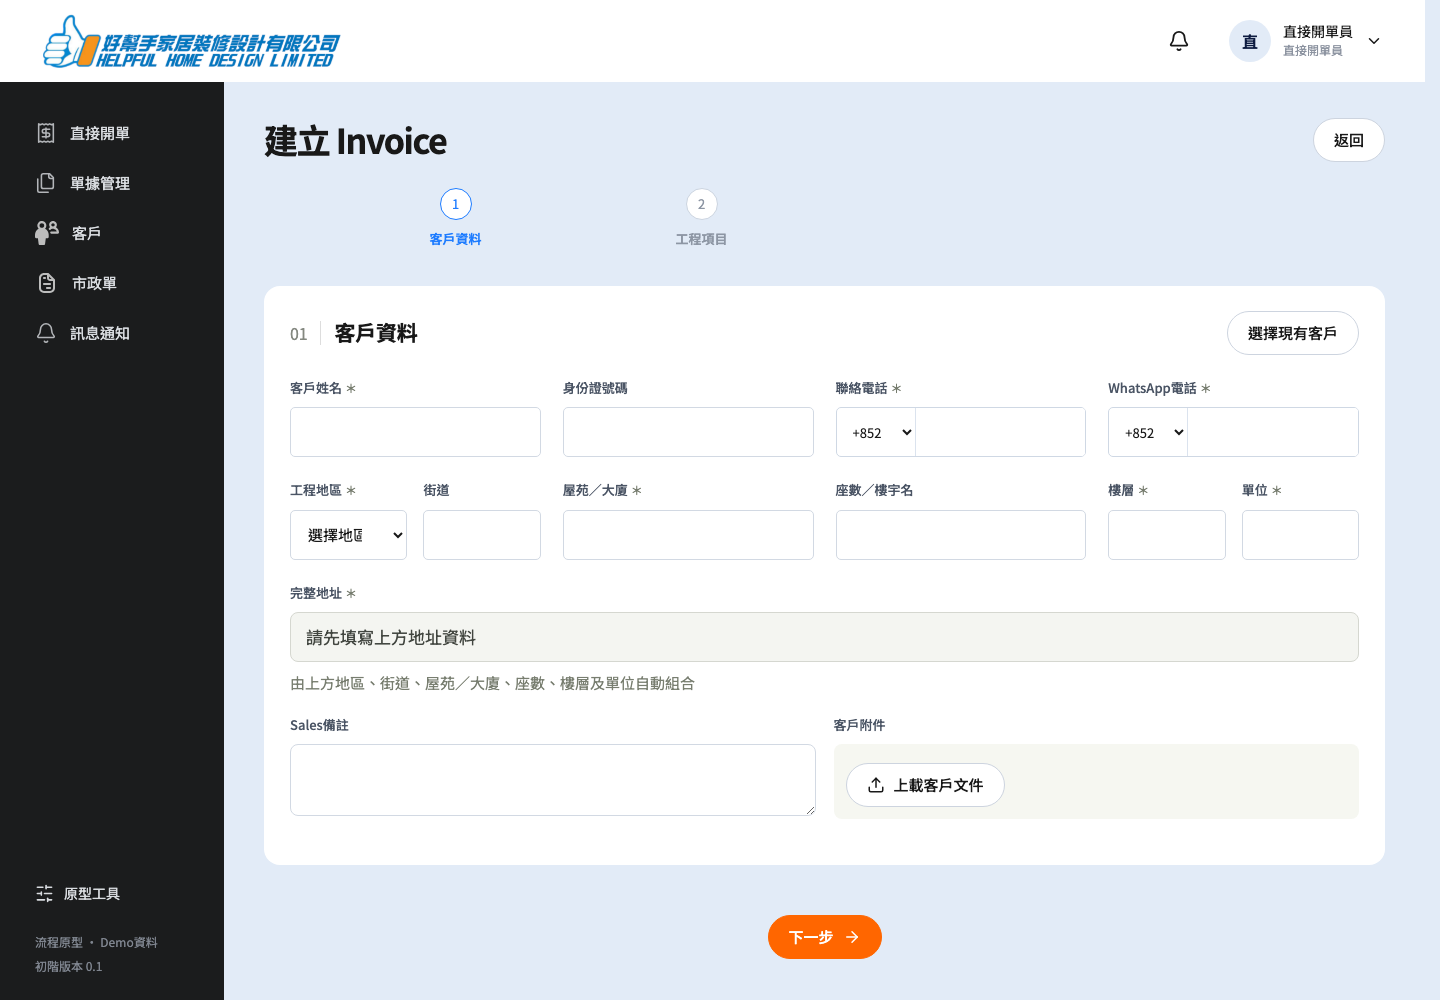 好幫手家居裝修設計有限公司
HELPFUL HOME DESIGN LIMITED
直
直接開單員
直接開單員
直接開單
單據管理
客戶
市政單
訊息通知
原型工具
流程原型 · Demo資料
初階版本 0.1
建立 Invoice
返回
1
客戶資料
2
工程項目
01
客戶資料
選擇現有客戶
客戶姓名 *
身份證號碼
聯絡電話 *
WhatsApp電話 *
+852
+852
工程地區 *
街道
屋苑／大廈 *
座數／樓宇名
樓層 *
單位 *
選擇地區
完整地址 *
請先填寫上方地址資料
由上方地區、街道、屋苑／大廈、座數、樓層及單位自動組合
Sales備註
客戶附件
上載客戶文件
下一步